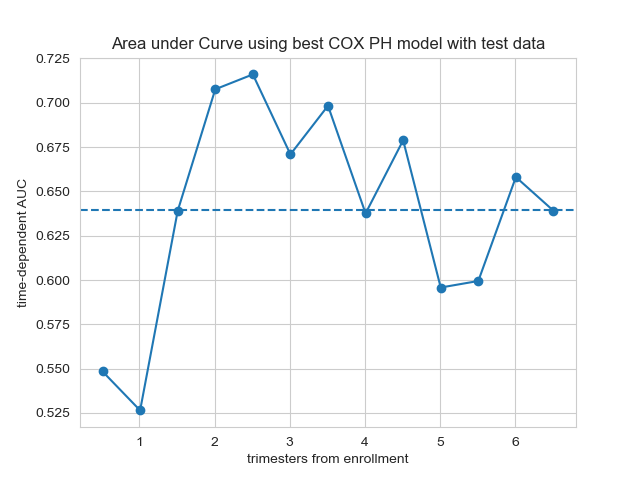 Area under Curve using best COX PH model with test data
0.725
0.700
0.675
0.650
0.625
0.600
0.575
0.550
0.525
time-dependent AUC
1 2 3 4 5 6
trimesters from enrollment